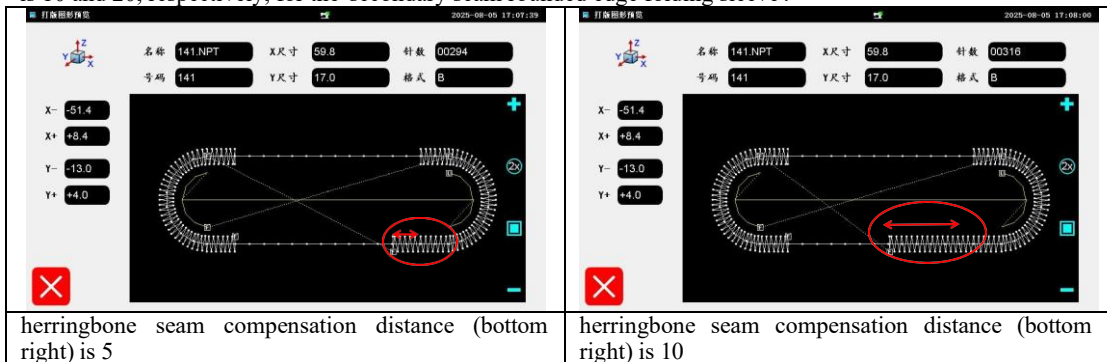 is 10 and 20, respectively, for the "Secondary seam rounded edge folding sleeve".
打版图形预览 2025-08-05 17:07:39
Z
Y X
名称 141.NPT X尺寸 59.8 针数 00294
号码 141 Y尺寸 17.0 格式 B
X- -51.4
X+ +8.4
Y- -13.0
Y+ +4.0
2x
herringbone seam compensation distance (bottom
right) is 5
打版图形预览 2025-08-05 17:08:00
Z
Y X
名称 141.NPT X尺寸 59.8 针数 00316
号码 141 Y尺寸 17.0 格式 B
X- -51.4
X+ +8.4
Y- -13.0
Y+ +4.0
2x
herringbone seam compensation distance (bottom
right) is 10